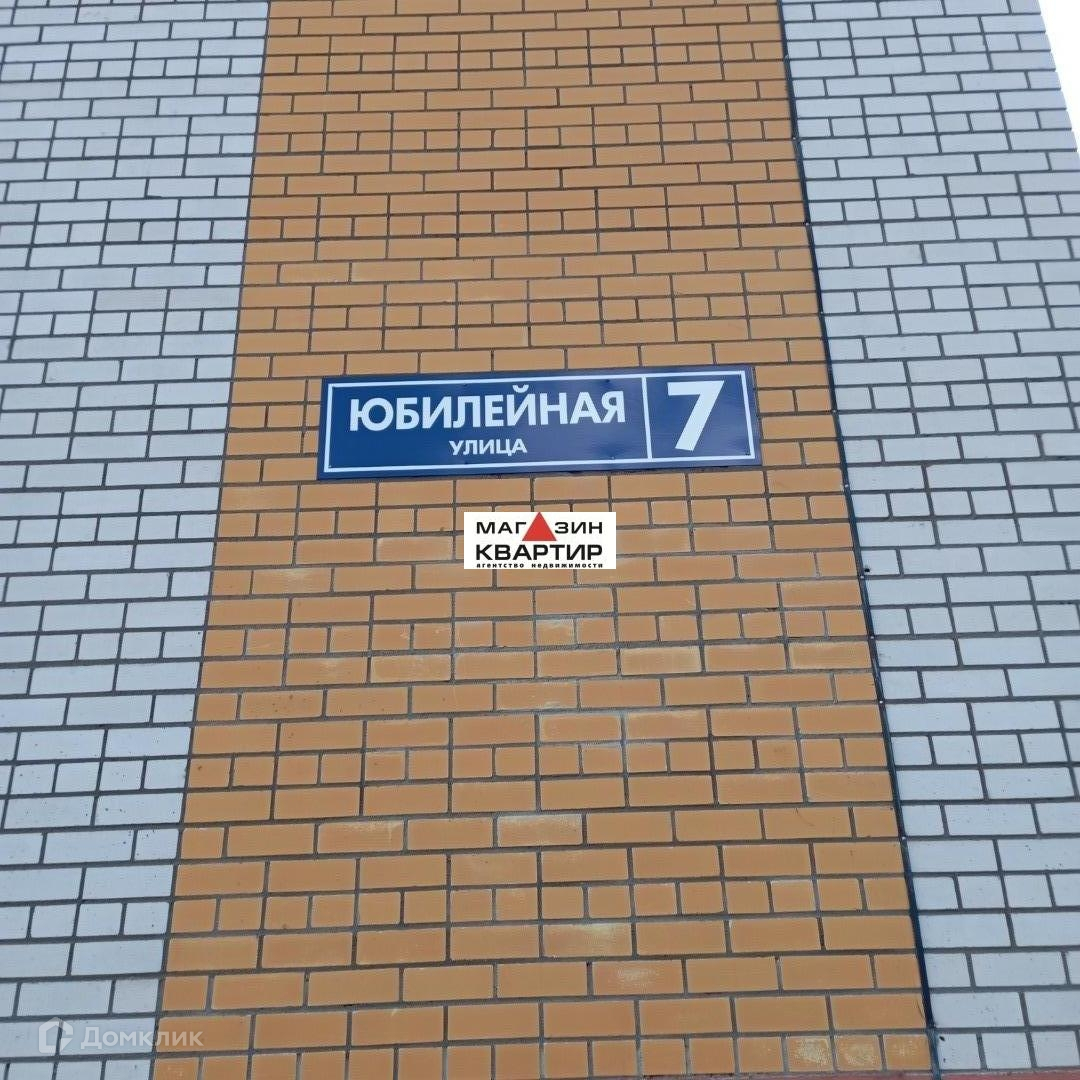 ЮБИЛЕЙНАЯ 7
УЛИЦА
МАГАЗИН
КВАРТИР
агентство недвижимости
Домклик